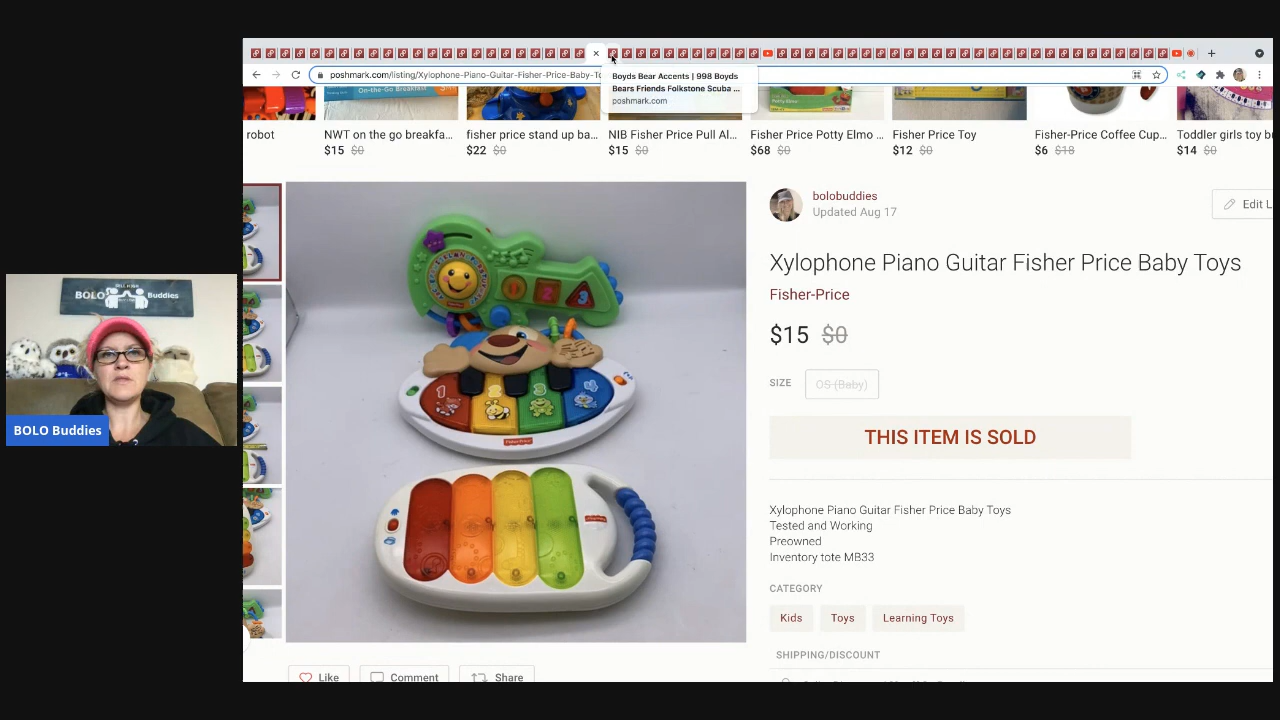 poshmark.com/listing/Xylophone-Piano-Guitar-Fisher-Price-Baby-To
Boyds Bear Accents | 998 Boyds
Bears Friends Folkstone Scuba ...
poshmark.com
robot
NWT on the go breakfa...
fisher price stand up ba...
NIB Fisher Price Pull Al...
Fisher Price Potty Elmo ...
Fisher Price Toy
Fisher-Price Coffee Cup...
Toddler girls toy bu
$15 $0
$22 $0
$15 $0
$68 $0
$12 $0
$6 $18
$14 $0
bolobuddies
Updated Aug 17
Edit L
Xylophone Piano Guitar Fisher Price Baby Toys
Fisher-Price
$15 $0
SIZE
OS (Baby)
THIS ITEM IS SOLD
Xylophone Piano Guitar Fisher Price Baby Toys
Tested and Working
Preowned
Inventory tote MB33
CATEGORY
Kids
Toys
Learning Toys
SHIPPING/DISCOUNT
Like
Comment
Share
BOLO Buddies
BOLO Buddies
1
2
3
1
4